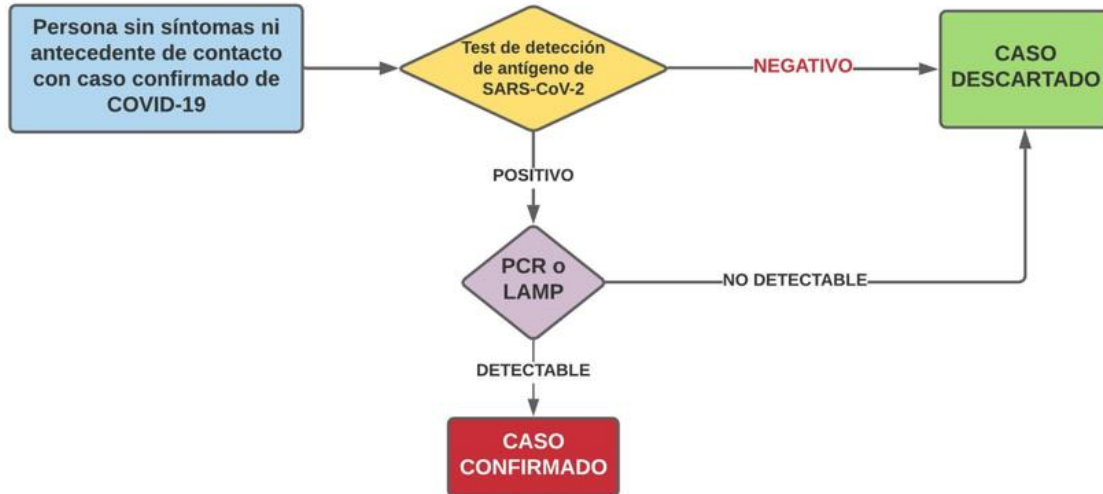 Persona sin síntomas ni
antecedente de contacto
con caso confirmado de
COVID-19
Test de detección
de antígeno de
SARS-CoV-2
NEGATIVO
CASO
DESCARTADO
POSITIVO
PCR o
LAMP
NO DETECTABLE
DETECTABLE
CASO
CONFIRMADO